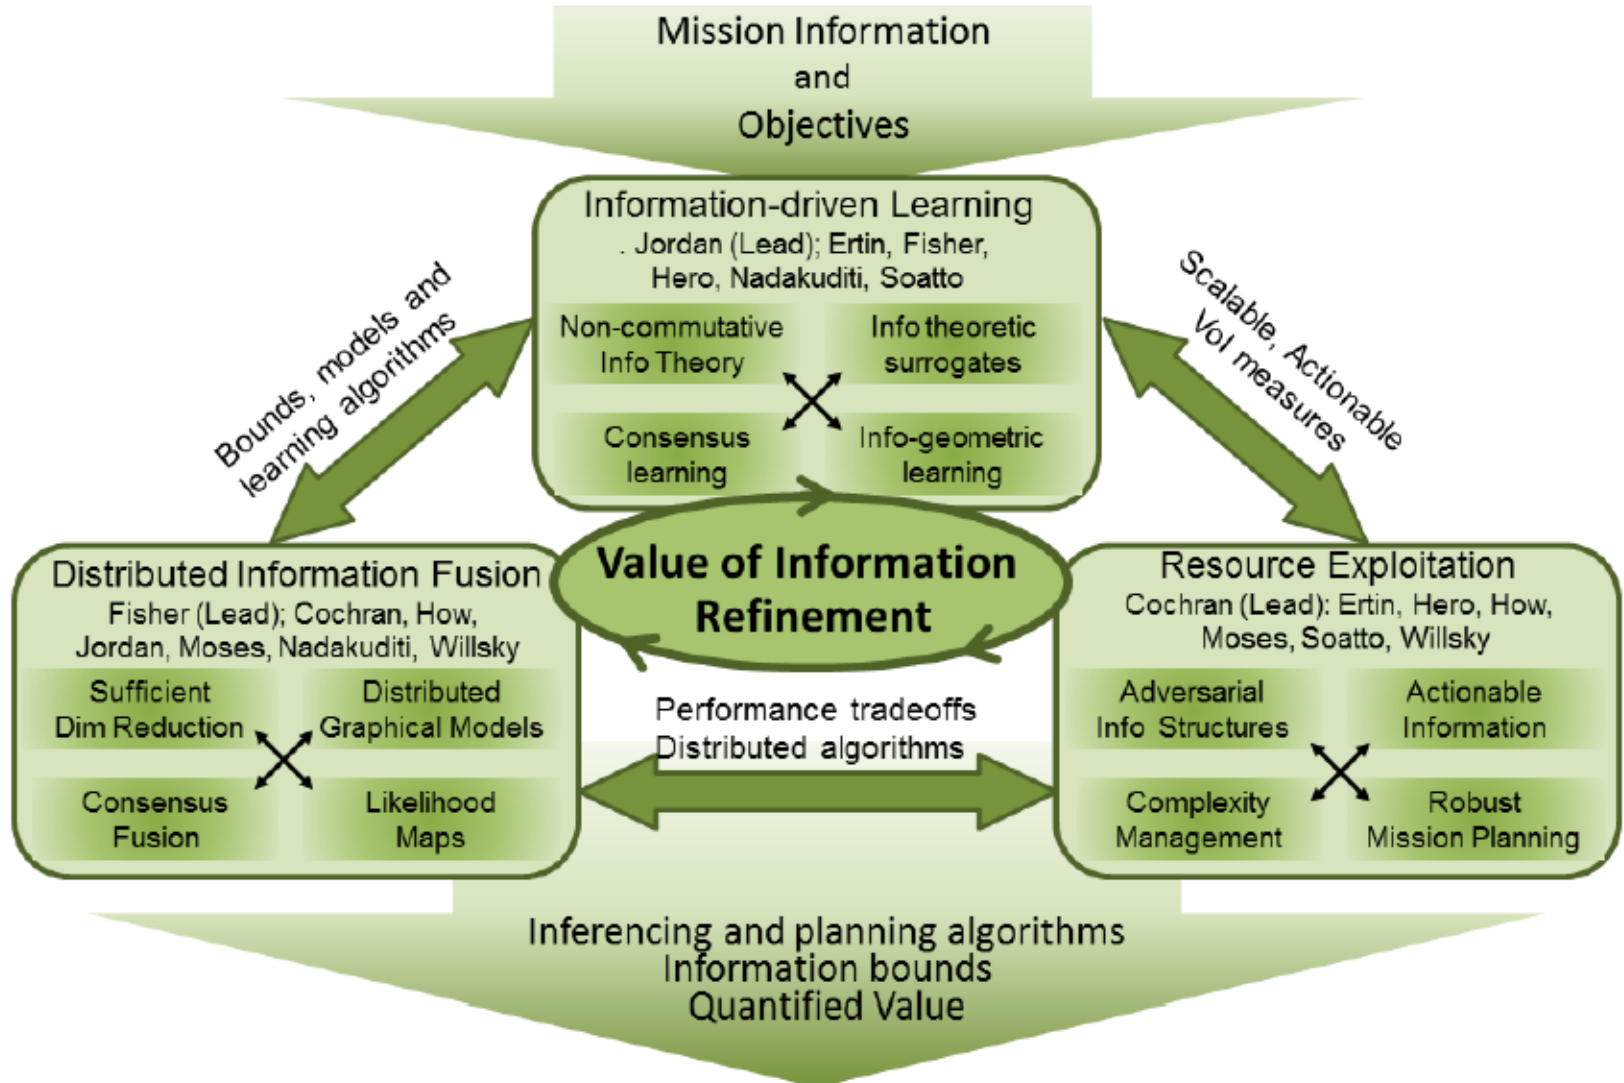 Mission Information
and
Objectives
Information-driven Learning
. Jordan (Lead); Ertin, Fisher,
Hero, Nadakuditi, Soatto
Non-commutative
Info Theory
Info theoretic
surrogates
Consensus
learning
Info-geometric
learning
Bounds, models and
learning algorithms
Scalable, Actionable
VoI measures
Value of Information
Refinement
Distributed Information Fusion
Fisher (Lead); Cochran, How,
Jordan, Moses, Nadakuditi, Willsky
Sufficient
Dim Reduction
Distributed
Graphical Models
Consensus
Fusion
Likelihood
Maps
Performance tradeoffs
Distributed algorithms
Resource Exploitation
Cochran (Lead): Ertin, Hero, How,
Moses, Soatto, Willsky
Adversarial
Info Structures
Actionable
Information
Complexity
Management
Robust
Mission Planning
Inferencing and planning algorithms
Information bounds
Quantified Value